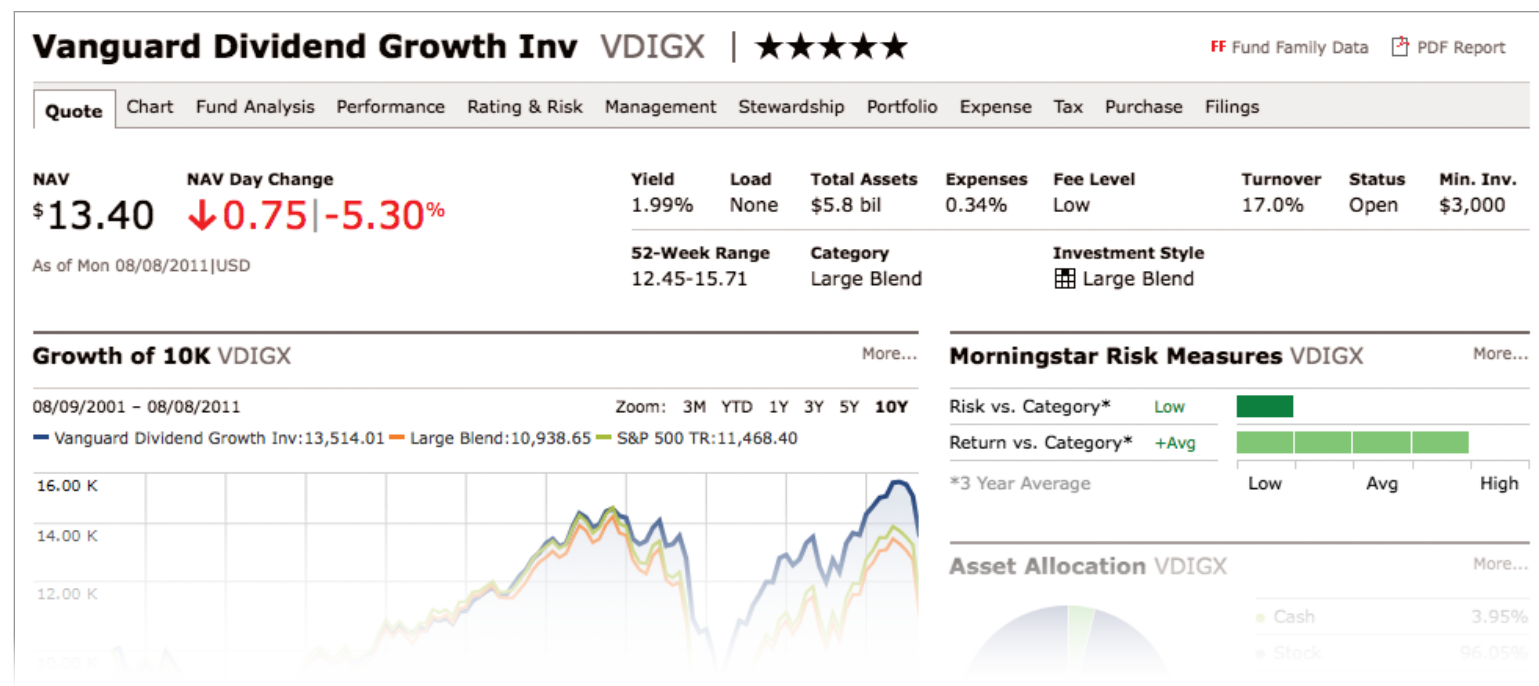 Vanguard Dividend Growth Inv VDIGX | ★★★★★
FF Fund Family Data PDF Report
Quote Chart Fund Analysis Performance Rating & Risk Management Stewardship Portfolio Expense Tax Purchase Filings
NAV NAV Day Change
$13.40 ↓0.75|-5.30%
As of Mon 08/08/2011|USD
Yield Load Total Assets Expenses Fee Level Turnover Status Min. Inv.
1.99% None $5.8 bil 0.34% Low 17.0% Open $3,000
52-Week Range Category Investment Style
12.45-15.71 Large Blend Large Blend
Growth of 10K VDIGX More...
08/09/2001 – 08/08/2011 Zoom: 3M YTD 1Y 3Y 5Y 10Y
Vanguard Dividend Growth Inv:13,514.01 Large Blend:10,938.65 S&P 500 TR:11,468.40
16.00 K
14.00 K
12.00 K
10.00 K
Morningstar Risk Measures VDIGX More...
Risk vs. Category* Low
Return vs. Category* +Avg
*3 Year Average Low Avg High
Asset Allocation VDIGX More...
Cash 3.95%
Stock 96.05%